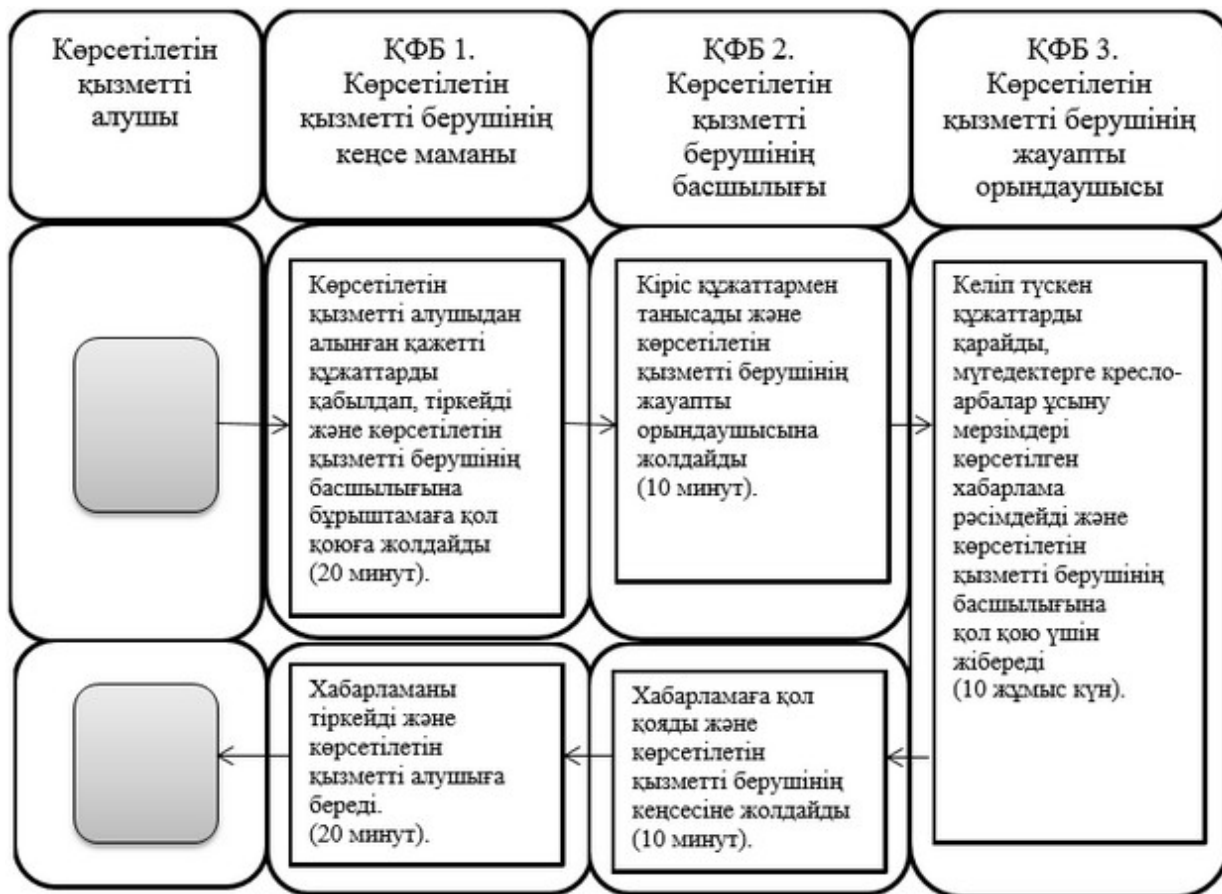 Көрсетілетін
қызметті
алушы
ҚФБ 1.
Көрсетілетін
қызметті берушінің
кеңсе маманы
ҚФБ 2.
Көрсетілетін
қызметті
берушінің
басшылығы
ҚФБ 3.
Көрсетілетін
қызметті берушінің
жауапты
орындаушысы
Көрсетілетін
қызметті алушыдан
алынған қажетті
құжаттарды
қабылдап, тіркейді
және көрсетілетін
қызметті берушінің
басшылығына
бұрыштамаға қол
қоюға жолдайды
(20 минут).
Кіріс құжаттармен
танысады және
көрсетілетін
қызметті берушінің
жауапты
орындаушысына
жолдайды
(10 минут).
Келіп түскен
құжаттарды
қарайды,
мүгедектерге кресло-
арбалар ұсыну
мерзімдері
көрсетілген
хабарлама
рәсімдейді және
көрсетілетін
қызметті берушінің
басшылығына
қол қою үшін
жібереді
(10 жұмыс күн).
Хабарламаны
тіркейді және
көрсетілетін
қызметті алушыға
береді.
(20 минут).
Хабарламаға қол
қояды және
көрсетілетін
қызметті берушінің
кеңсесіне жолдайды
(10 минут).